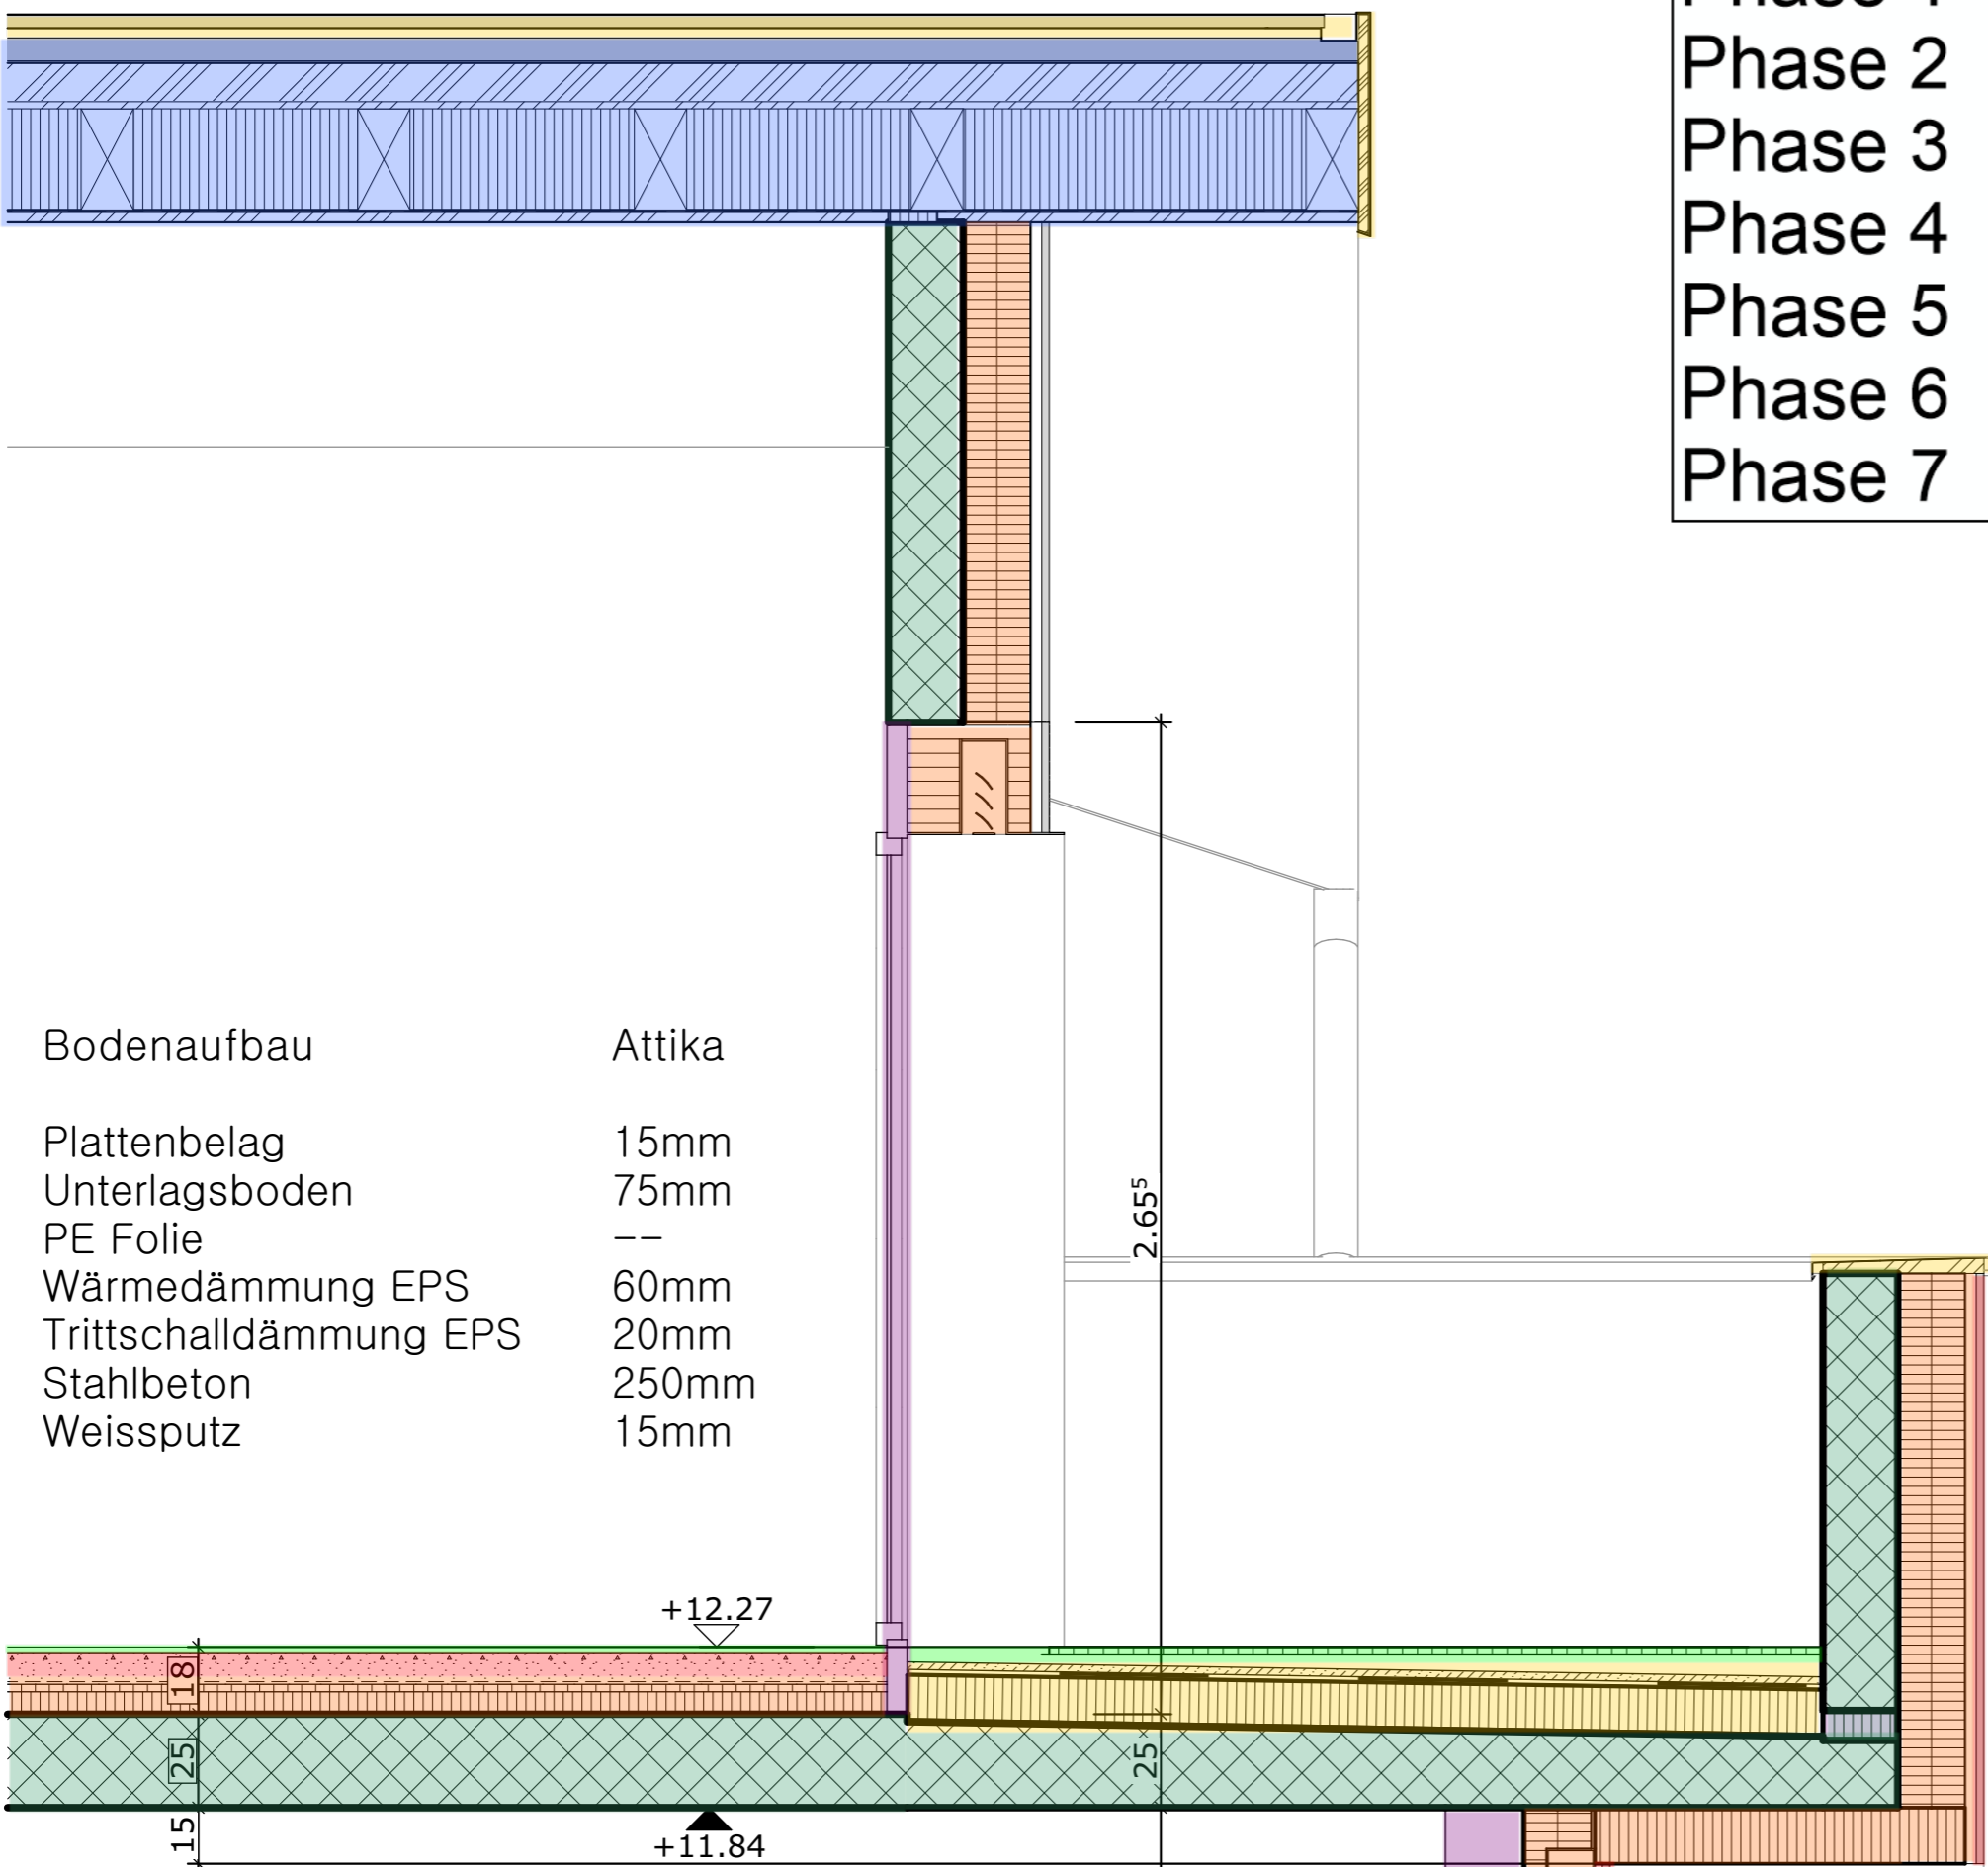 Phase 2
Phase 3
Phase 4
Phase 5
Phase 6
Phase 7
Bodenaufbau Attika
Plattenbelag 15mm
Unterlagsboden 75mm
PE Folie --
Wärmedämmung EPS 60mm
Trittschalldämmung EPS 20mm
Stahlbeton 250mm
Weissputz 15mm
2.65⁵
+12.27
18
25
25
15
+11.84